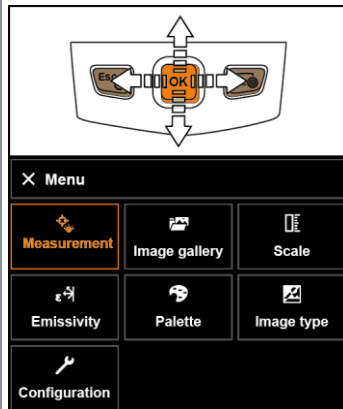 Esc
OK
× Menu
Measurement
Image gallery
Scale
ε
Emissivity
Palette
Image type
Configuration